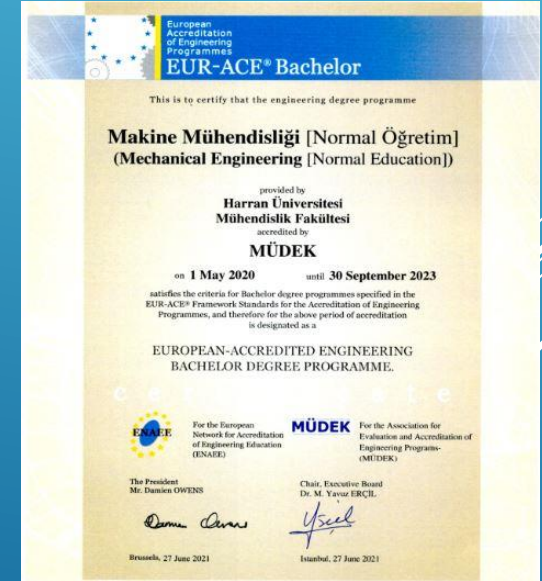 European
Accreditation
of Engineering
Programmes
EUR-ACE® Bachelor
This is to certify that the engineering degree programme
Makine Mühendisliği [Normal Öğretim]
(Mechanical Engineering [Normal Education])
provided by
Harran Üniversitesi
Mühendislik Fakültesi
accredited by
MÜDEK
on 1 May 2020 until 30 September 2023
satisfies the criteria for Bachelor degree programmes specified in the
EUR-ACE® Framework Standards for the Accreditation of Engineering
Programmes, and therefore for the above period of accreditation
is designated as a
EUROPEAN-ACCREDITED ENGINEERING
BACHELOR DEGREE PROGRAMME.
certificate
ENAEE
For the European
Network for Accreditation
of Engineering Education
(ENAEE)
MÜDEK
For the Association for
Evaluation and Accreditation of
Engineering Programs-
(MÜDEK)
The President
Mr. Damien OWENS
Chair, Executive Board
Dr. M. Yavuz ERÇİL
Brussels, 27 June 2021
Istanbul, 27 June 2021